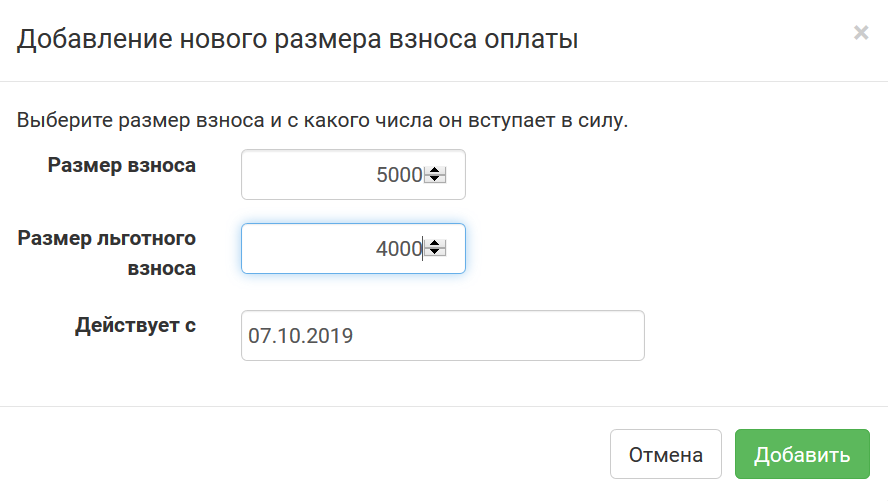 Добавление нового размера взноса оплаты
×
Выберите размер взноса и с какого числа он вступает в силу.
Размер взноса
5000
Размер льготного
взноса
4000
Действует с
07.10.2019
Отмена
Добавить